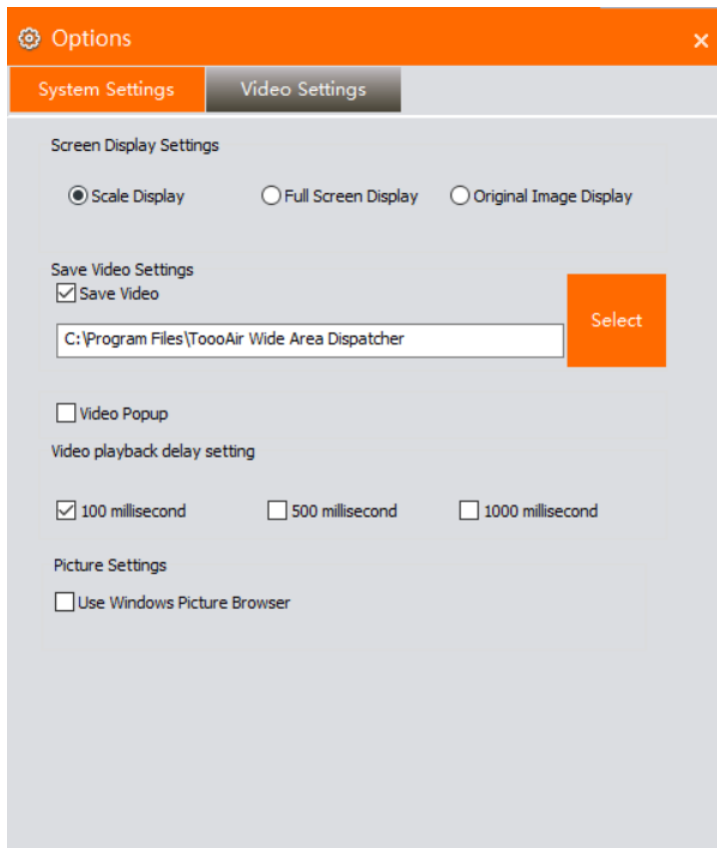 Options
System Settings Video Settings
Screen Display Settings
Scale Display Full Screen Display Original Image Display
Save Video Settings
Save Video
Select
C:\Program Files\ToooAir Wide Area Dispatcher
Video Popup
Video playback delay setting
100 millisecond 500 millisecond 1000 millisecond
Picture Settings
Use Windows Picture Browser